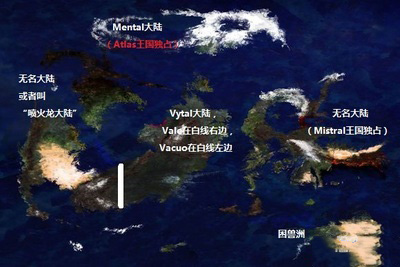 Mental大陆
（Atlas王国独占）
无名大陆
或者叫
“喷火龙大陆”
Vytal大陆，
Vale在白线右边，
Vacuo在白线左边
无名大陆
（Mistral王国独占）
困兽洲